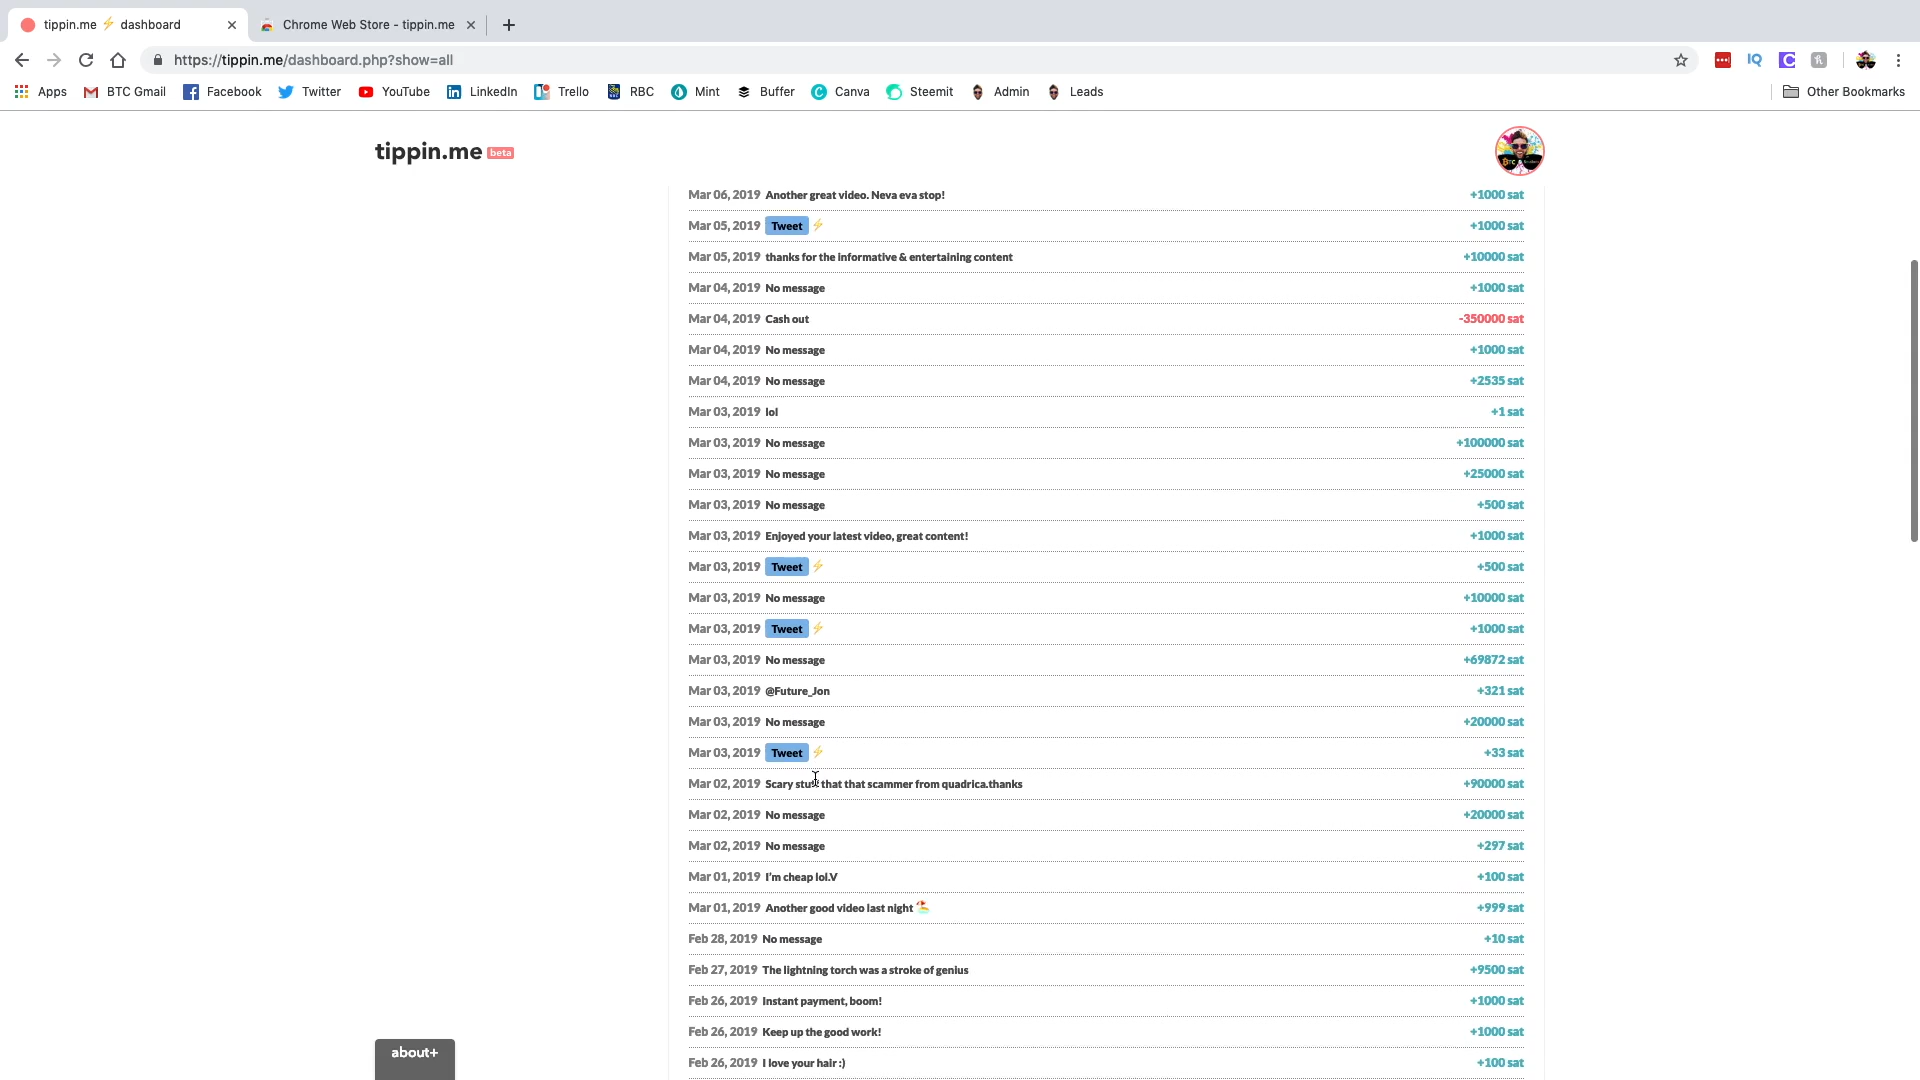 tippin.me ⚡ dashboard
Chrome Web Store - tippin.me
https://tippin.me/dashboard.php?show=all
Apps BTC Gmail Facebook Twitter YouTube LinkedIn Trello RBC Mint Buffer Canva Steemit Admin Leads Other Bookmarks
tippin.me beta
Mar 06, 2019 Another great video. Neva eva stop! +1000 sat
Mar 05, 2019 Tweet ⚡ +1000 sat
Mar 05, 2019 thanks for the informative & entertaining content +10000 sat
Mar 04, 2019 No message +1000 sat
Mar 04, 2019 Cash out -350000 sat
Mar 04, 2019 No message +1000 sat
Mar 04, 2019 No message +2535 sat
Mar 03, 2019 lol +1 sat
Mar 03, 2019 No message +100000 sat
Mar 03, 2019 No message +25000 sat
Mar 03, 2019 No message +500 sat
Mar 03, 2019 Enjoyed your latest video, great content! +1000 sat
Mar 03, 2019 Tweet ⚡ +500 sat
Mar 03, 2019 No message +10000 sat
Mar 03, 2019 Tweet ⚡ +1000 sat
Mar 03, 2019 No message +69872 sat
Mar 03, 2019 @Future_Jon +321 sat
Mar 03, 2019 No message +20000 sat
Mar 03, 2019 Tweet ⚡ +33 sat
Mar 02, 2019 Scary stuff that that scammer from quadrica.thanks +90000 sat
Mar 02, 2019 No message +20000 sat
Mar 02, 2019 No message +297 sat
Mar 01, 2019 I'm cheap lol.V +100 sat
Mar 01, 2019 Another good video last night 🏖 +999 sat
Feb 28, 2019 No message +10 sat
Feb 27, 2019 The lightning torch was a stroke of genius +9500 sat
Feb 26, 2019 Instant payment, boom! +1000 sat
Feb 26, 2019 Keep up the good work! +1000 sat
Feb 26, 2019 I love your hair :) +100 sat
about+